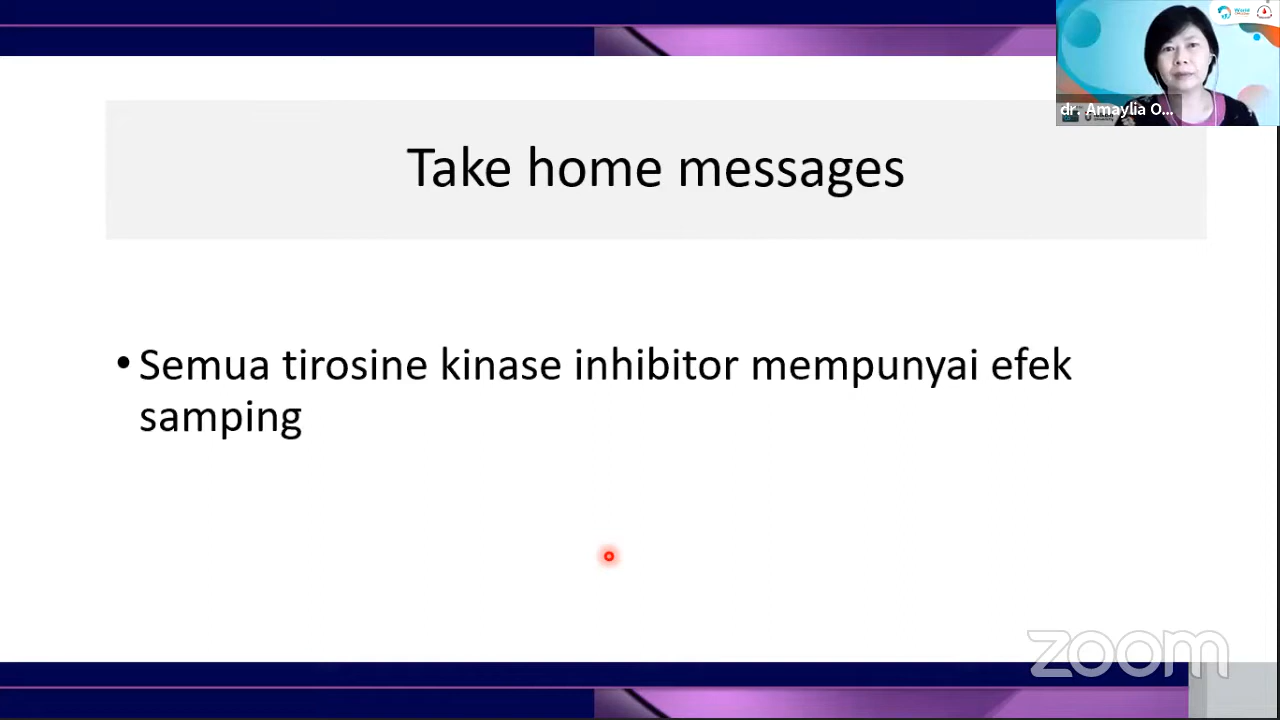 dr. Amaylia O...
Take home messages
• Semua tirosine kinase inhibitor mempunyai efek
samping
zoom